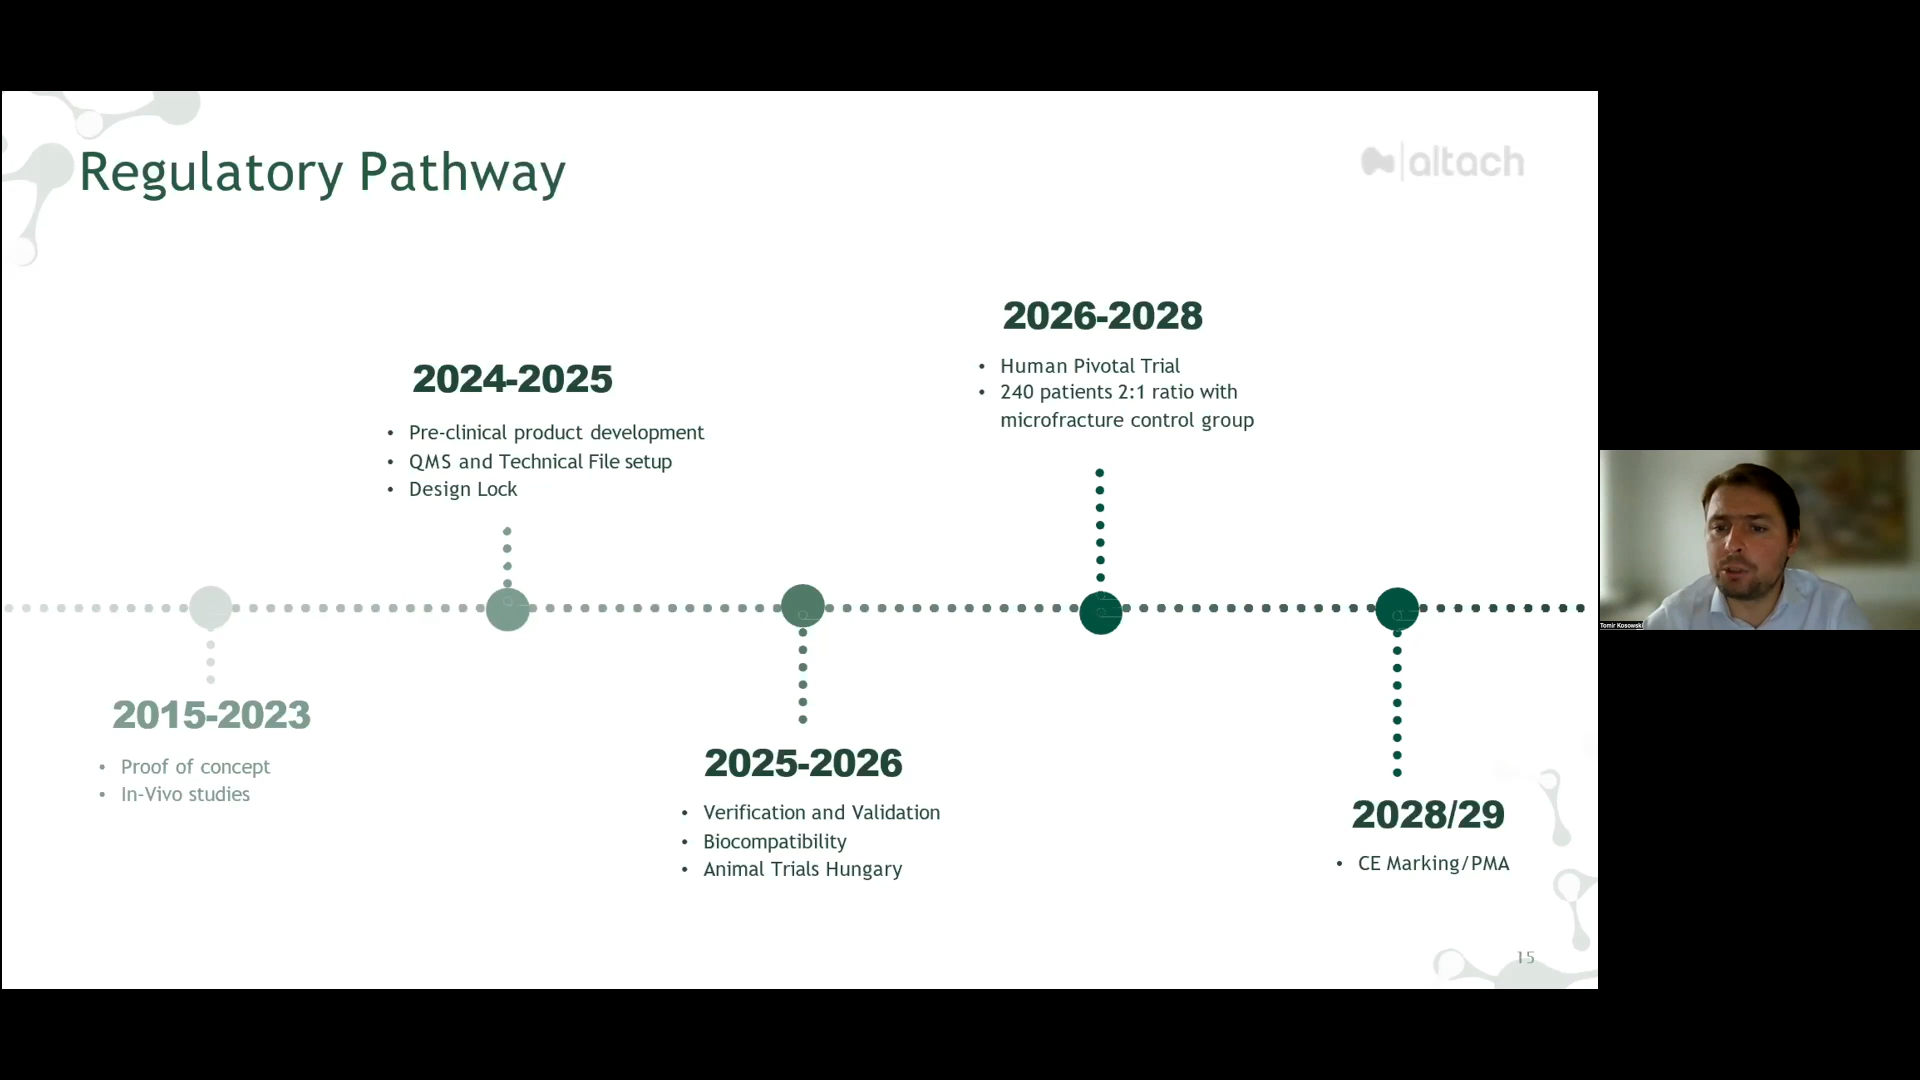 Regulatory Pathway
altach
2015-2023
• Proof of concept
• In-Vivo studies
2024-2025
• Pre-clinical product development
• QMS and Technical File setup
• Design Lock
2025-2026
• Verification and Validation
• Biocompatibility
• Animal Trials Hungary
2026-2028
• Human Pivotal Trial
• 240 patients 2:1 ratio with
microfracture control group
2028/29
• CE Marking/PMA
15
Tomir Kosowski